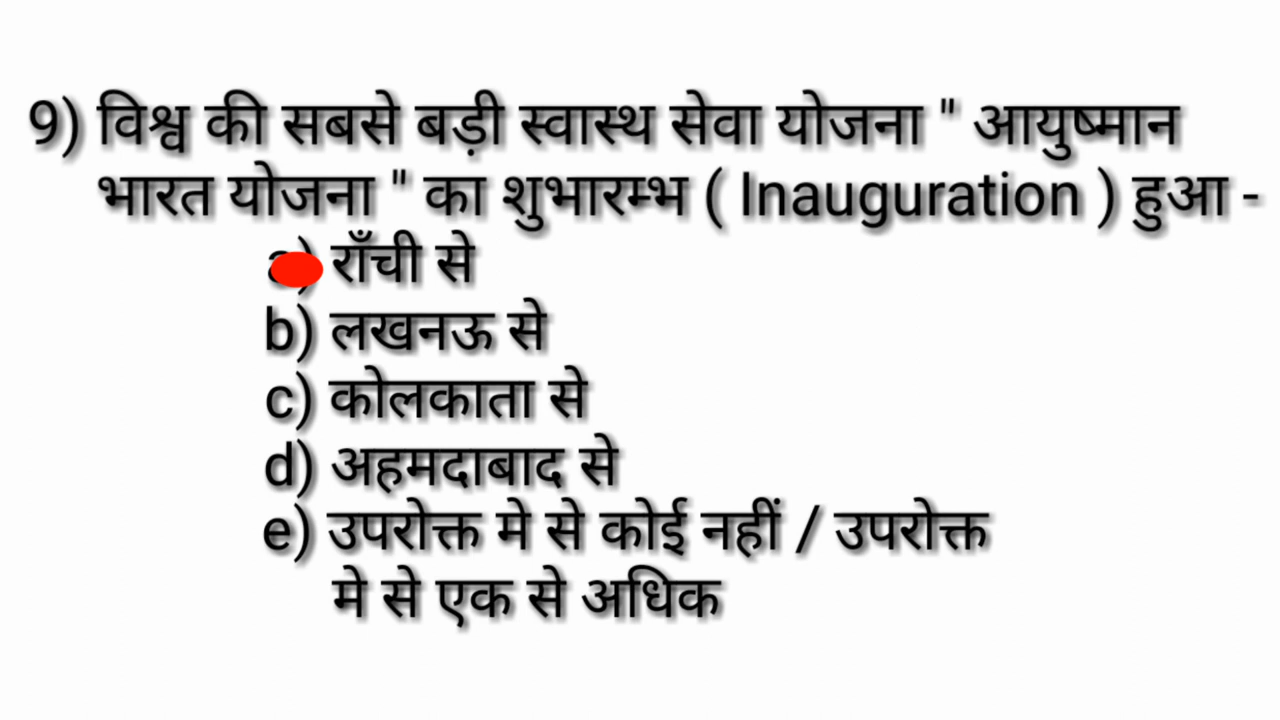 9) विश्व की सबसे बड़ी स्वास्थ सेवा योजना " आयुष्मान
भारत योजना " का शुभारम्भ ( Inauguration ) हुआ -
a) राँची से
b) लखनऊ से
c) कोलकाता से
d) अहमदाबाद से
e) उपरोक्त मे से कोई नहीं / उपरोक्त
मे से एक से अधिक